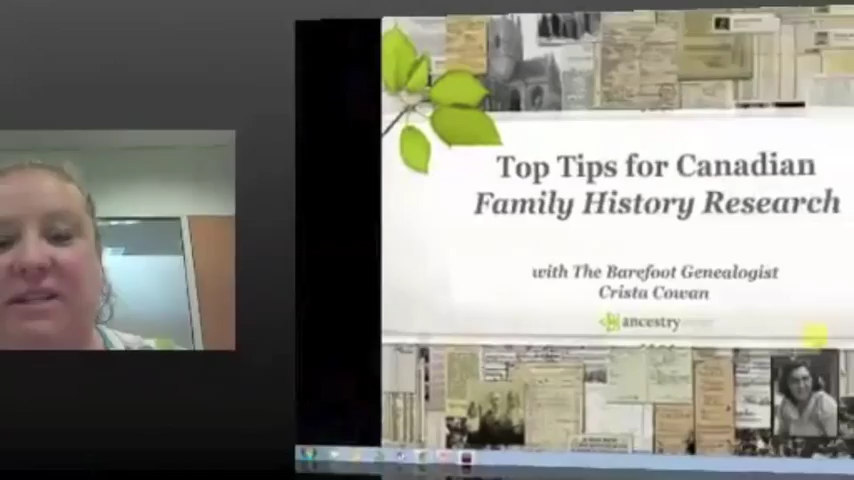 Top Tips for Canadian
Family History Research
with The Barefoot Genealogist
Crista Cowan
ancestry